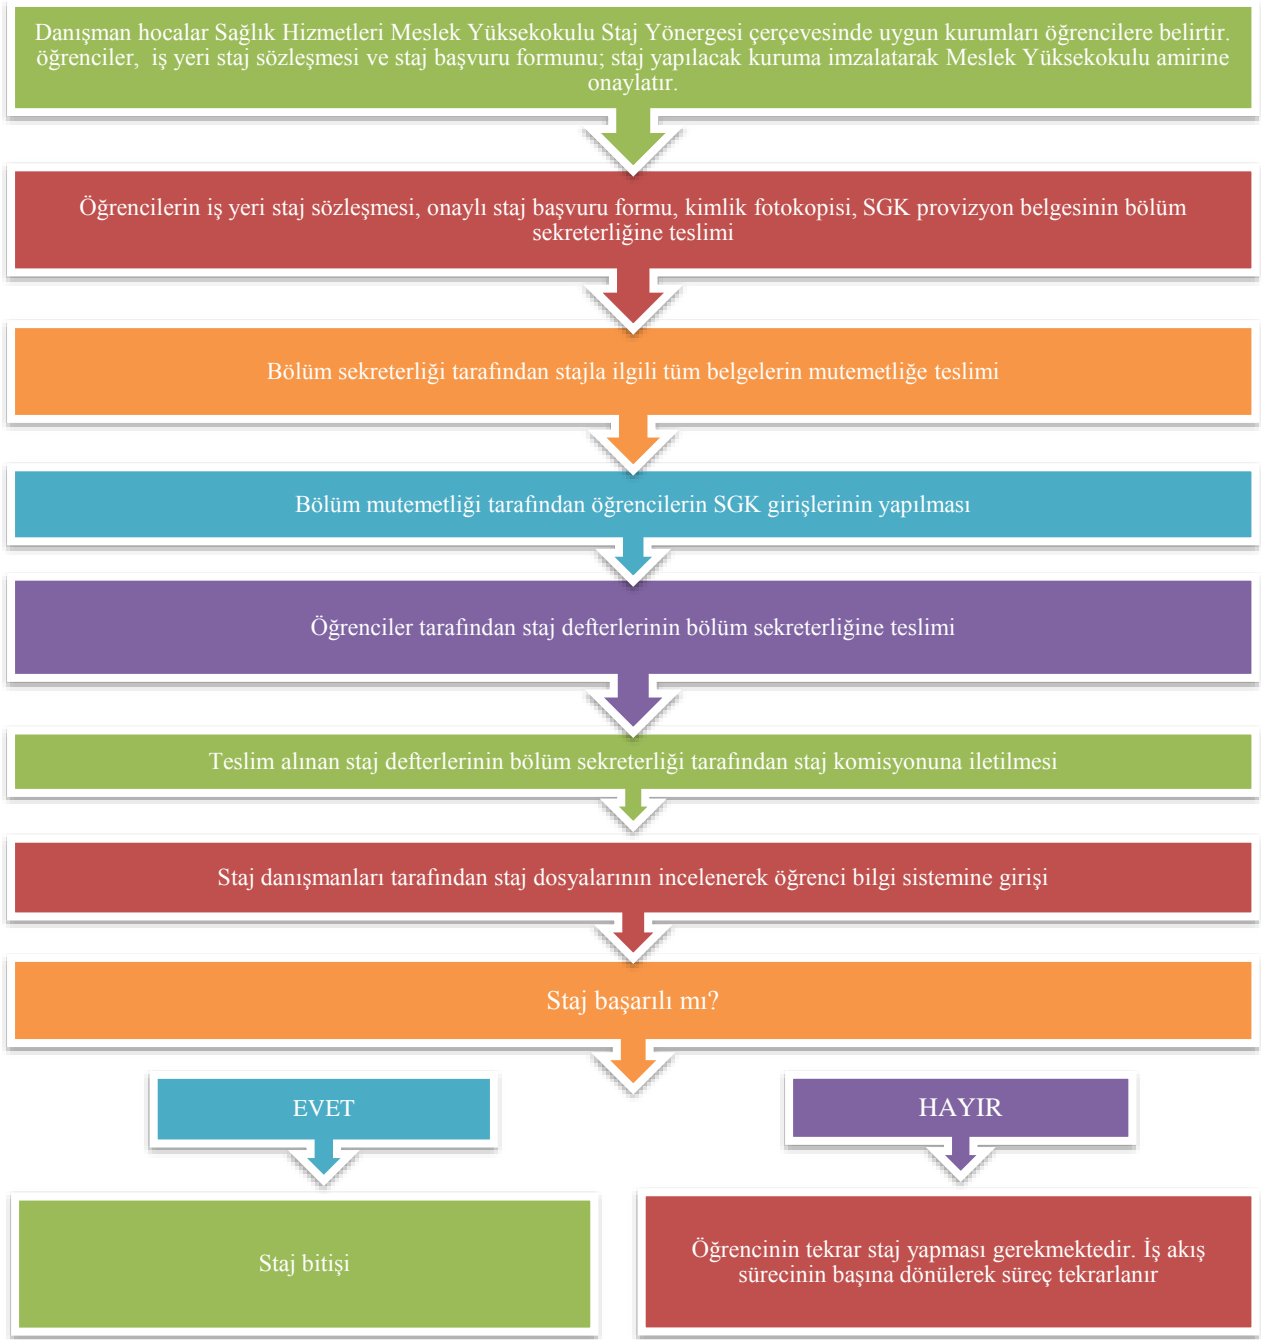 Danışman hocalar Sağlık Hizmetleri Meslek Yüksekokulu Staj Yönergesi çerçevesinde uygun kurumları öğrencilere belirtir.
öğrenciler, iş yeri staj sözleşmesi ve staj başvuru formunu; staj yapılacak kuruma imzalatarak Meslek Yüksekokulu amirine
onaylatır.
Öğrencilerin iş yeri staj sözleşmesi, onaylı staj başvuru formu, kimlik fotokopisi, SGK provizyon belgesinin bölüm
sekreterliğine teslimi
Bölüm sekreterliği tarafından stajla ilgili tüm belgelerin mutemetliğe teslimi
Bölüm mutemetliği tarafından öğrencilerin SGK girişlerinin yapılması
Öğrenciler tarafından staj defterlerinin bölüm sekreterliğine teslimi
Teslim alınan staj defterlerinin bölüm sekreterliği tarafından staj komisyonuna iletilmesi
Staj danışmanları tarafından staj dosyalarının incelenerek öğrenci bilgi sistemine girişi
Staj başarılı mı?
EVET
HAYIR
Staj bitişi
Öğrencinin tekrar staj yapması gerekmektedir. İş akış
sürecinin başına dönülerek süreç tekrarlanır